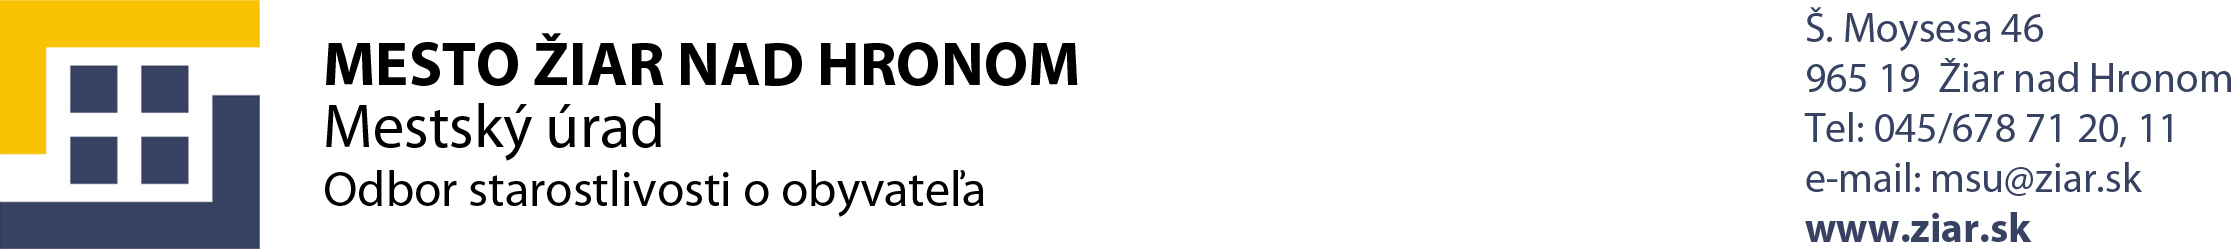 MESTO ŽIAR NAD HRONOM
Mestský úrad
Odbor starostlivosti o obyvateľa
Š. Moysesa 46
965 19  Žiar nad Hronom
Tel: 045/678 71 20, 11
e-mail: msu@ziar.sk
www.ziar.sk